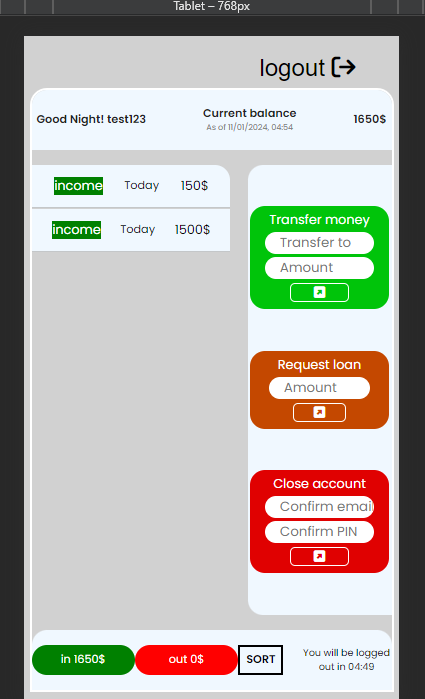 Tablet – 768px
logout
Good Night! test123
Current balance
As of 11/01/2024, 04:54
1650$
income Today 150$
income Today 1500$
Transfer money
Transfer to
Amount
Request loan
Amount
Close account
Confirm email
Confirm PIN
in 1650$
out 0$
SORT
You will be logged
out in 04:49